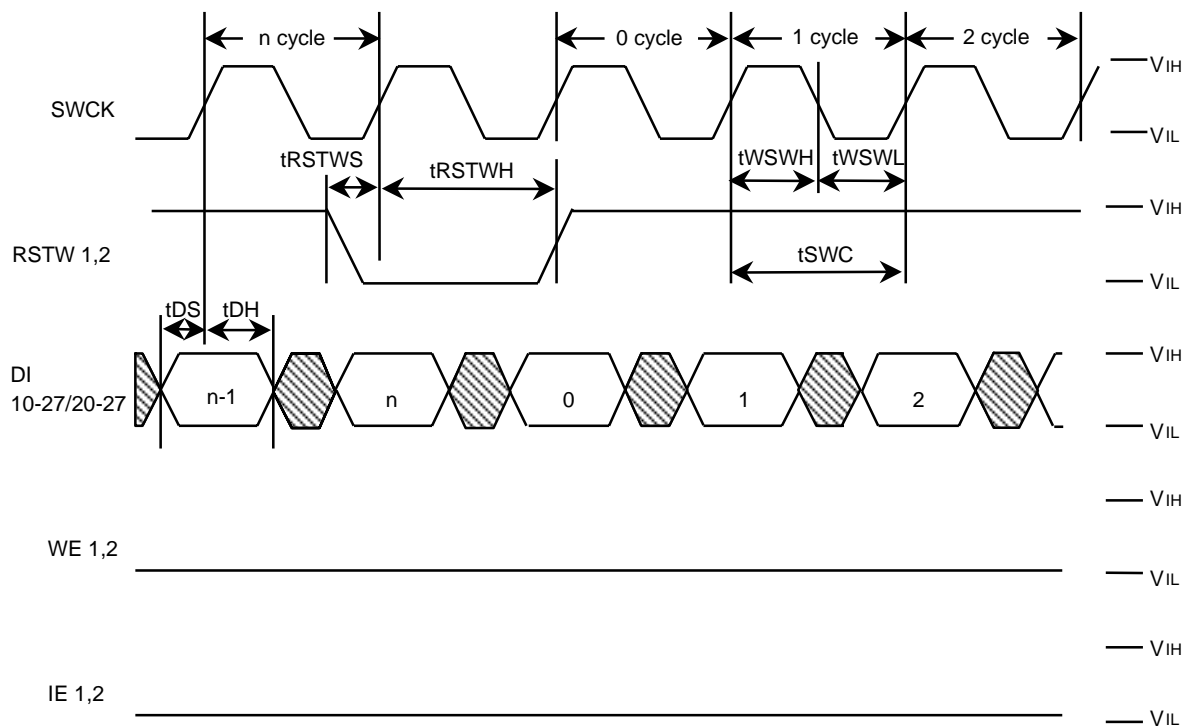 n cycle 0 cycle 1 cycle 2 cycle
SWCK
VIH
VIL
tRSTWS tRSTWH tWSWH tWSWL
RSTW 1,2
VIH
tSWC
VIL
tDS tDH
DI
10-27/20-27
n-1 n 0 1 2
VIH
VIL
WE 1,2
VIH
VIL
IE 1,2
VIH
VIL